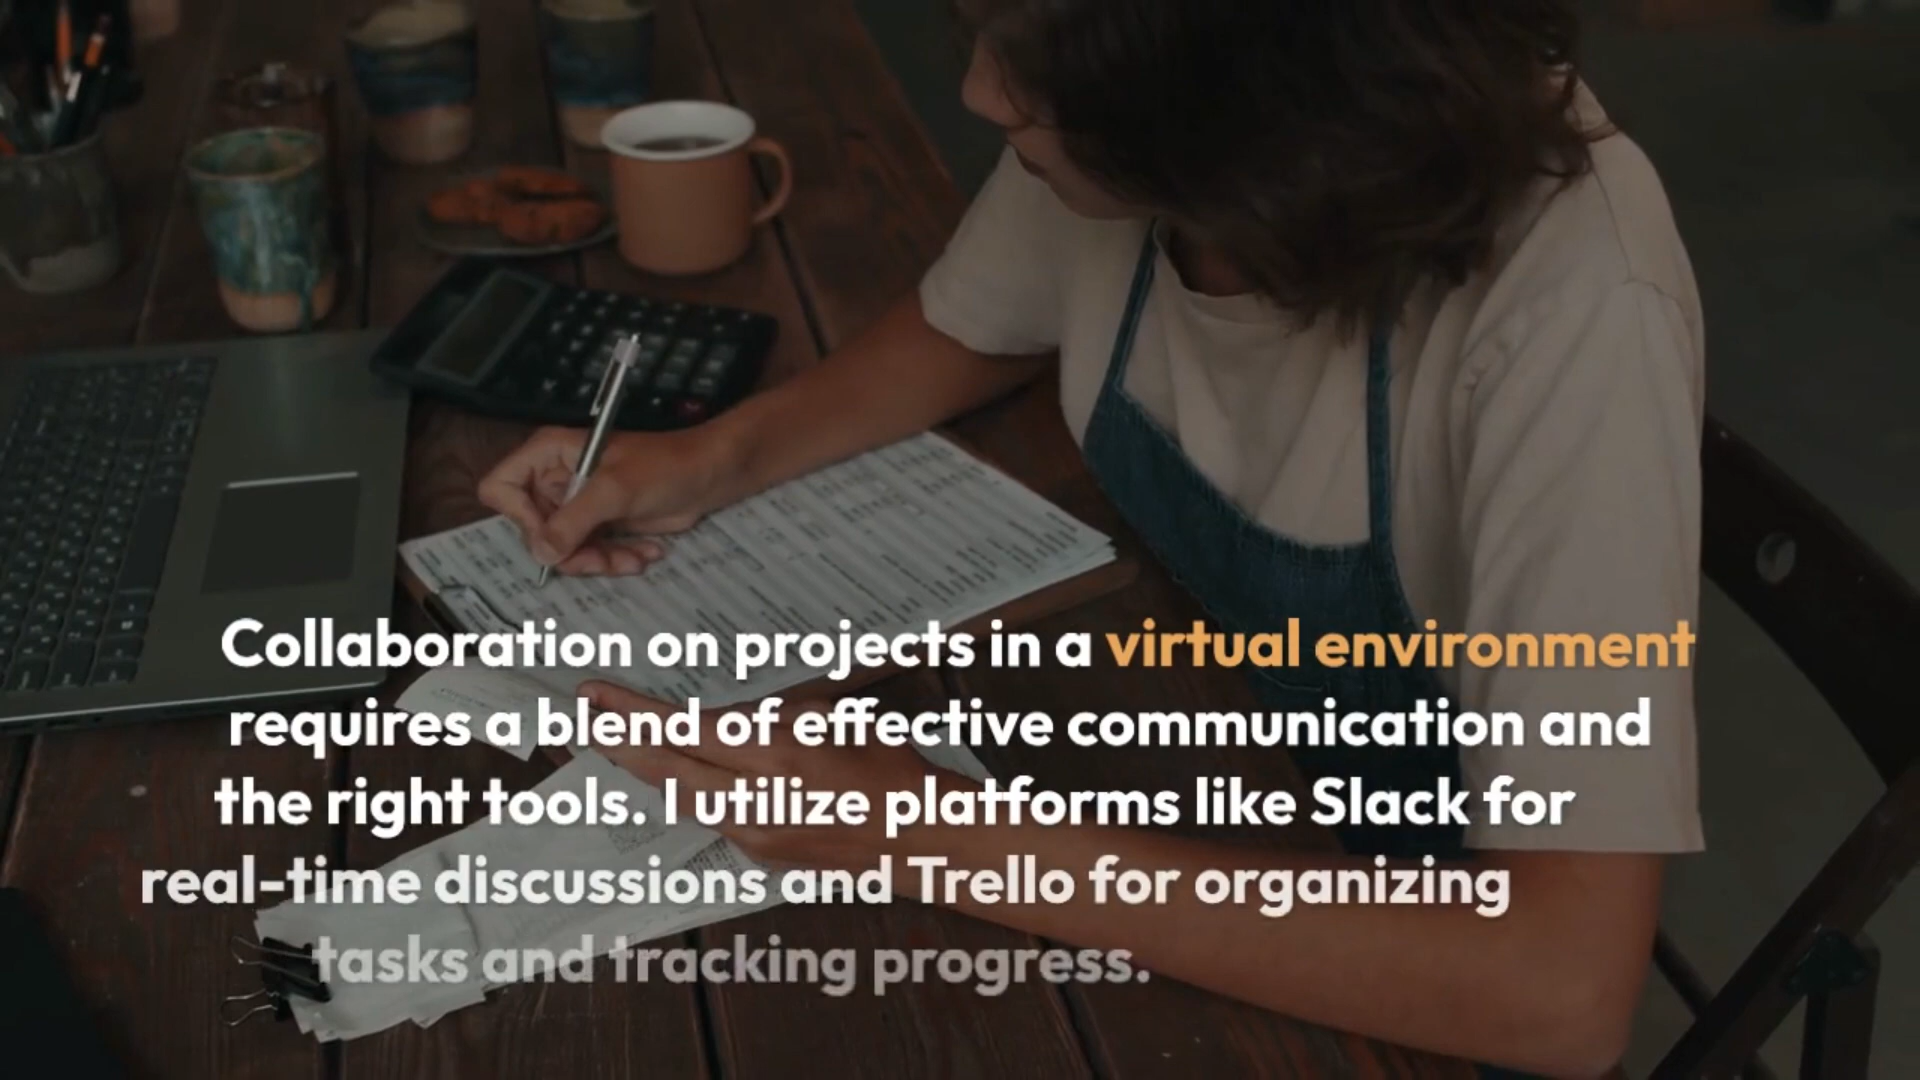 Collaboration on projects in a virtual environment
requires a blend of effective communication and
the right tools. I utilize platforms like Slack for
real-time discussions and Trello for organizing
tasks and tracking progress.